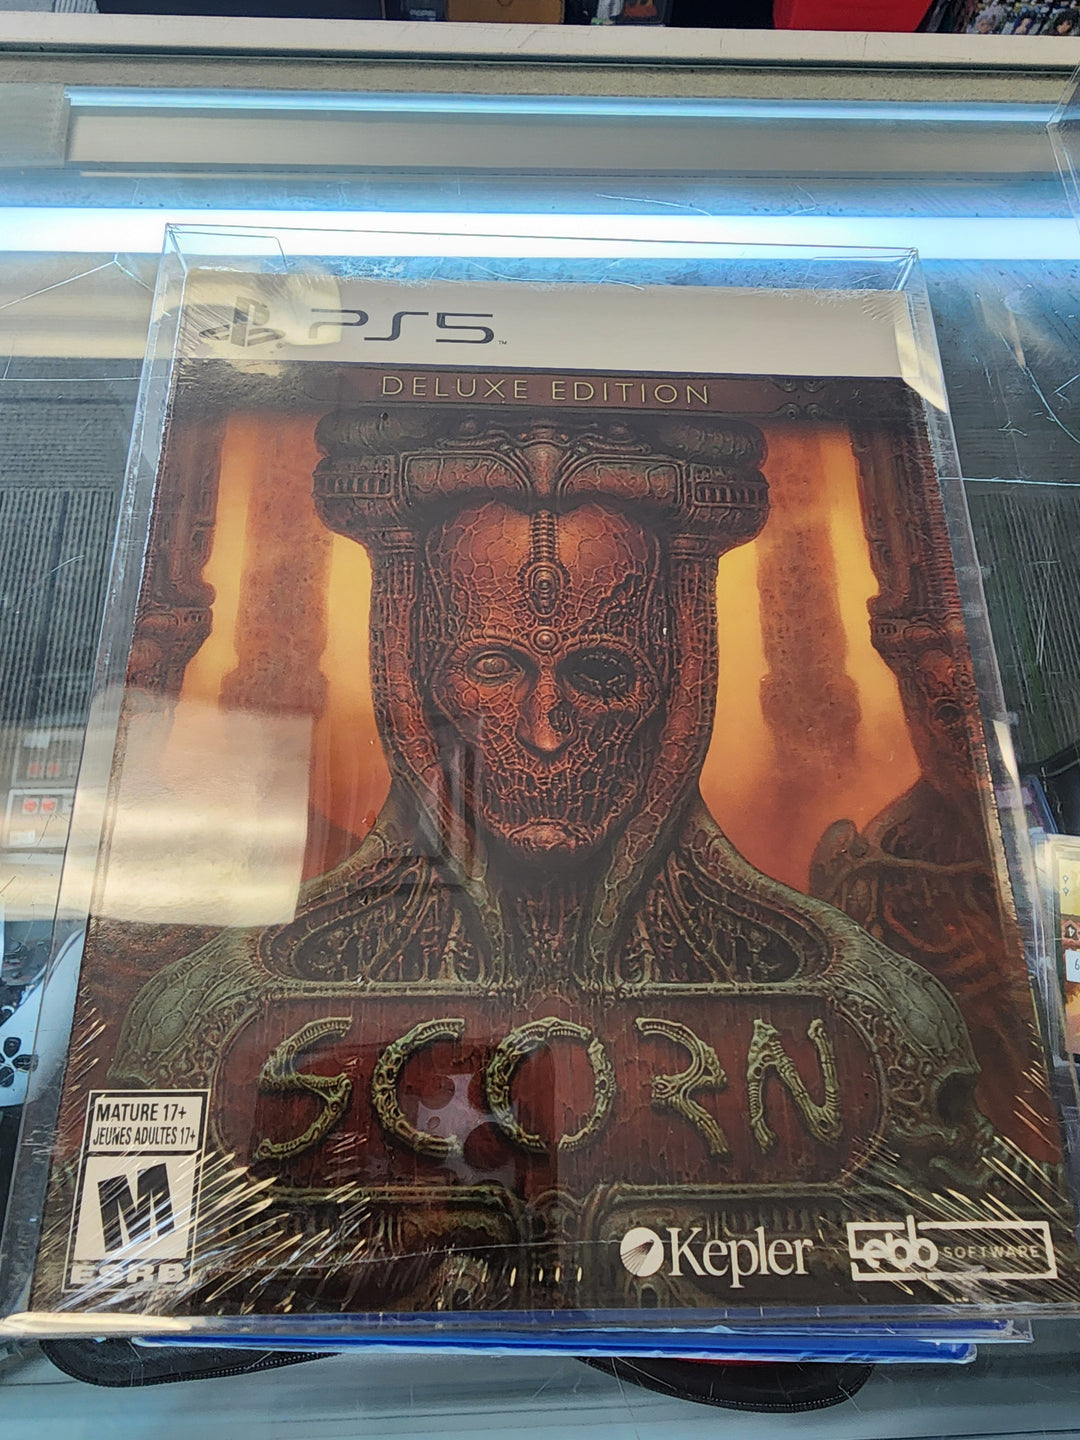 PS5
DELUXE EDITION
SCORN
MATURE 17+
JEUNES ADULTES 17+
M
ESRB
Kepler
ebb SOFTWARE